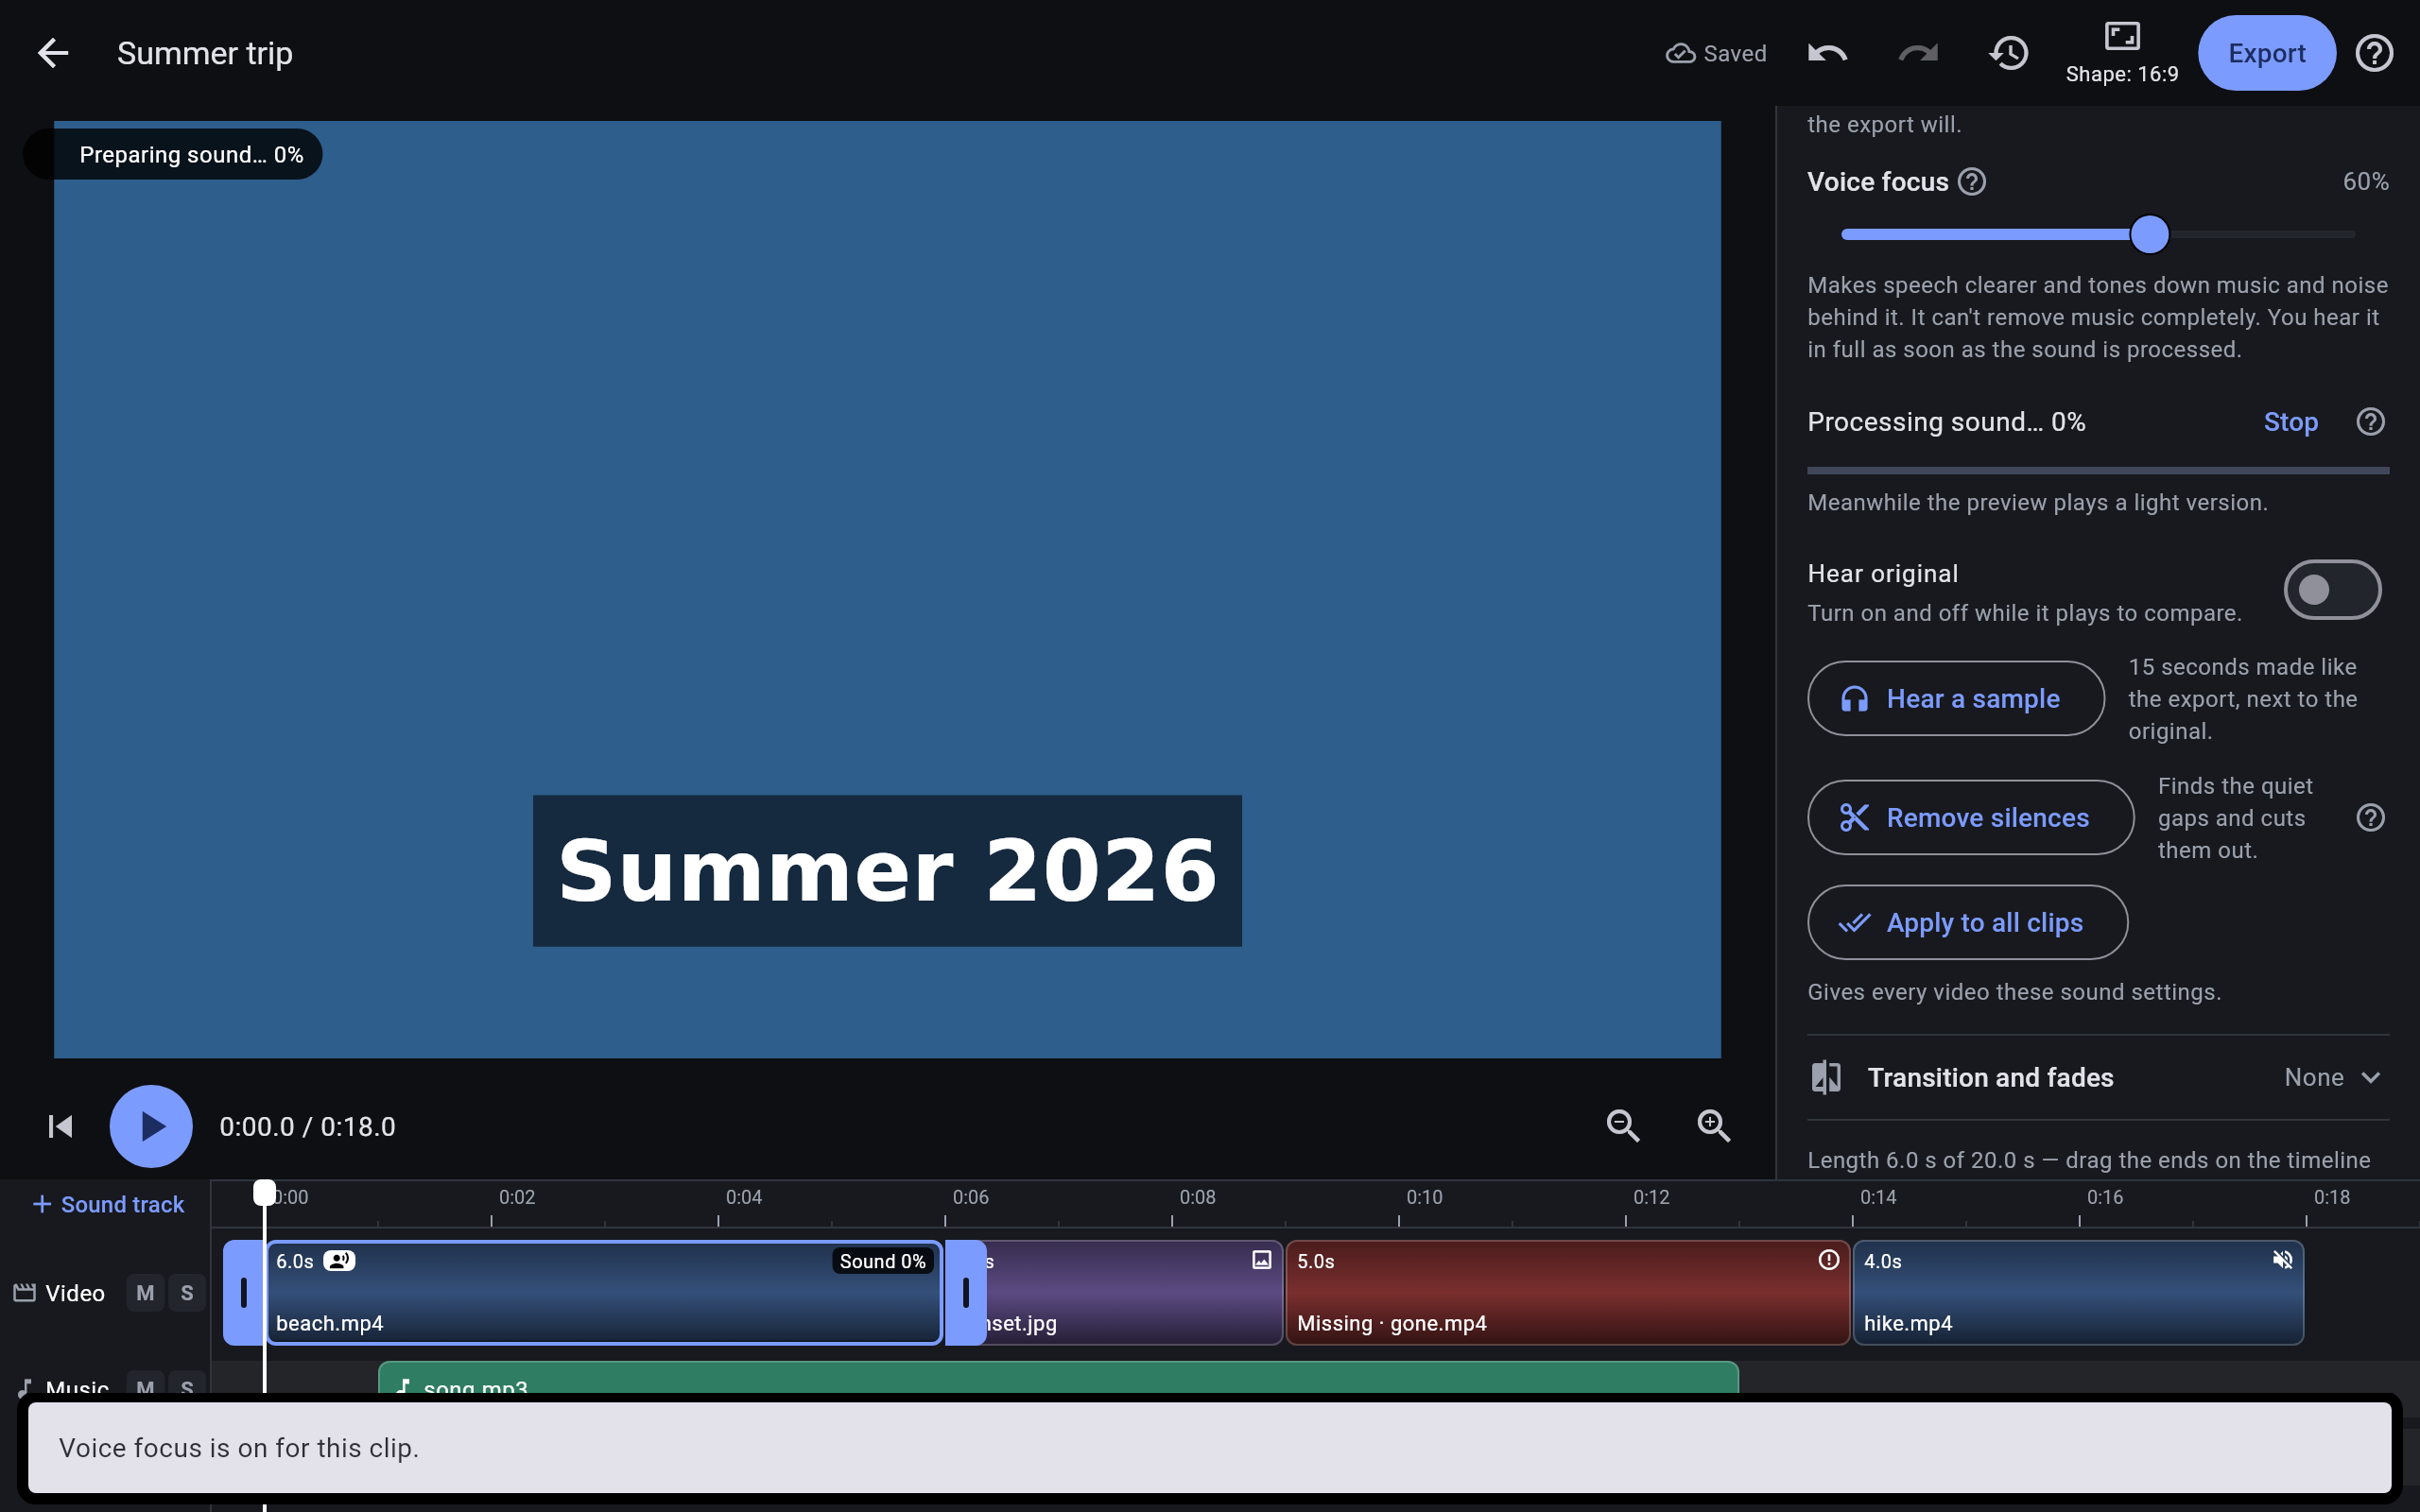 Summer trip
Saved
Shape: 16:9
Export
Preparing sound… 0%
Summer 2026
the export will.
Voice focus
60%
Makes speech clearer and tones down music and noise
behind it. It can't remove music completely. You hear it
in full as soon as the sound is processed.
Processing sound… 0%
Stop
Meanwhile the preview plays a light version.
Hear original
Turn on and off while it plays to compare.
Hear a sample
15 seconds made like
the export, next to the
original.
Remove silences
Finds the quiet
gaps and cuts
them out.
Apply to all clips
Gives every video these sound settings.
Transition and fades
None
Length 6.0 s of 20.0 s — drag the ends on the timeline
0:00.0 / 0:18.0
+ Sound track
0:00 0:02 0:04 0:06 0:08 0:10 0:12 0:14 0:16 0:18
Video M S
6.0s
Sound 0%
beach.mp4
s
nset.jpg
5.0s
Missing · gone.mp4
4.0s
hike.mp4
Music M S
song.mp3
Voice focus is on for this clip.